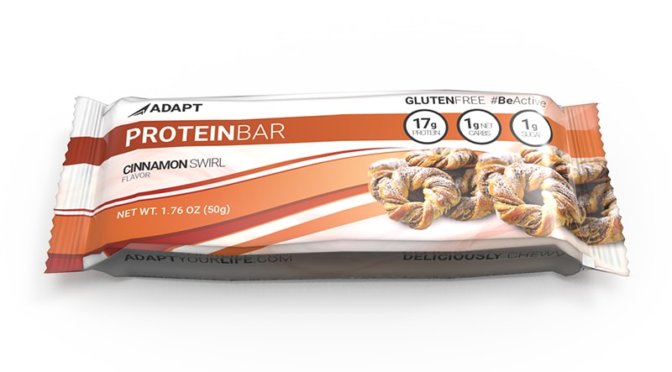 ADAPT
GLUTENFREE #BeActive
PROTEINBAR
17g PROTEIN
1g NET CARBS
1g SUGAR
CINNAMON SWIRL
FLAVOR
NET WT. 1.76 OZ (50g)
ADAPTYOURLIFE.COM
DELICIOUSLY CHEWY